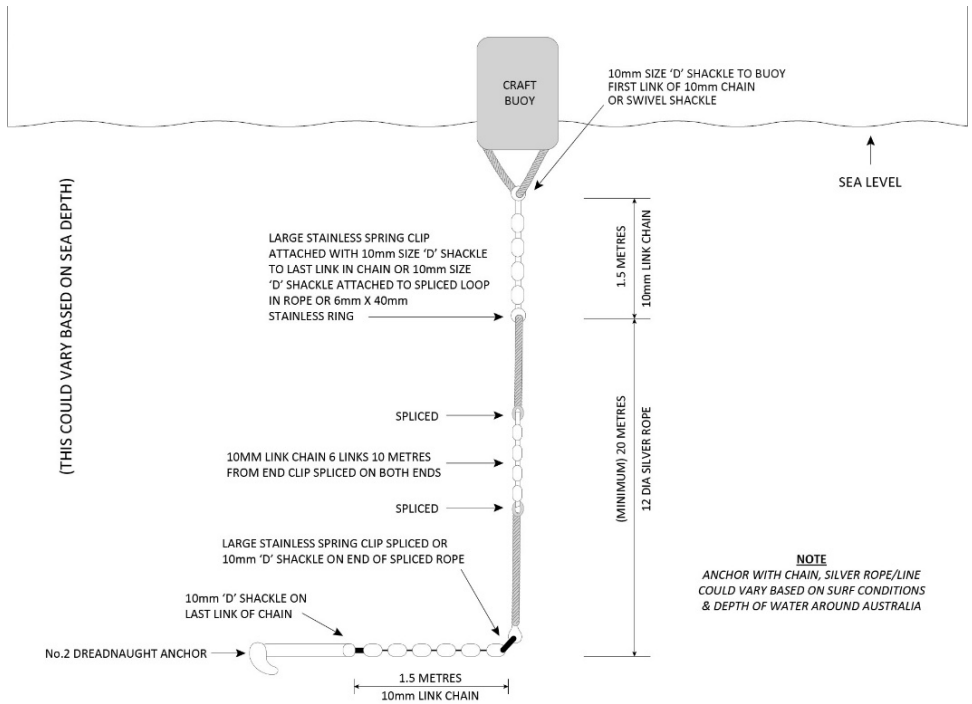 CRAFT
BUOY
10mm SIZE ‘D’ SHACKLE TO BUOY
FIRST LINK OF 10mm CHAIN
OR SWIVEL SHACKLE
SEA LEVEL
(THIS COULD VARY BASED ON SEA DEPTH)
LARGE STAINLESS SPRING CLIP
ATTACHED WITH 10mm SIZE ‘D’ SHACKLE
TO LAST LINK IN CHAIN OR 10mm SIZE
‘D’ SHACKLE ATTACHED TO SPLICED LOOP
IN ROPE OR 6mm X 40mm
STAINLESS RING
1.5 METRES
10mm LINK CHAIN
SPLICED
10MM LINK CHAIN 6 LINKS 10 METRES
FROM END CLIP SPLICED ON BOTH ENDS
SPLICED
(MINIMUM) 20 METRES
12 DIA SILVER ROPE
LARGE STAINLESS SPRING CLIP SPLICED OR
10mm ‘D’ SHACKLE ON END OF SPLICED ROPE
NOTE
ANCHOR WITH CHAIN, SILVER ROPE/LINE
COULD VARY BASED ON SURF CONDITIONS
& DEPTH OF WATER AROUND AUSTRALIA
10mm ‘D’ SHACKLE ON
LAST LINK OF CHAIN
No.2 DREADNAUGHT ANCHOR
1.5 METRES
10mm LINK CHAIN